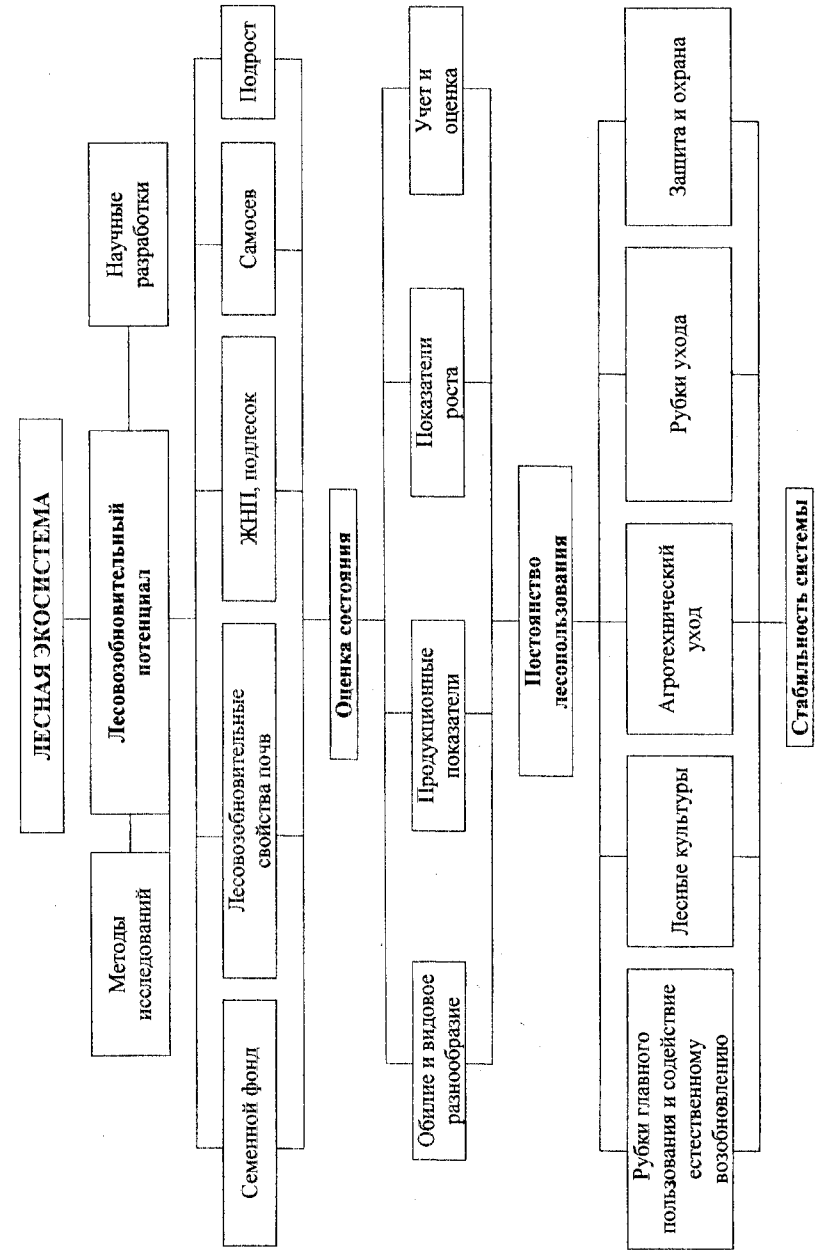 ЛЕСНАЯ ЭКОСИСТЕМА
Методы
исследований
Лесовозобновительный
потенциал
Научные
разработки
Семенной фонд
Лесовозобновительные
свойства почв
ЖНП, подлесок
Самосев
Подрост
Оценка состояния
Обилие и видовое
разнообразие
Продукционные
показатели
Показатели
роста
Учет и
оценка
Постоянство
лесопользования
Рубки главного
пользования и содействие
естественному
возобновлению
Лесные культуры
Агротехнический
уход
Рубки ухода
Защита и охрана
Стабильность системы